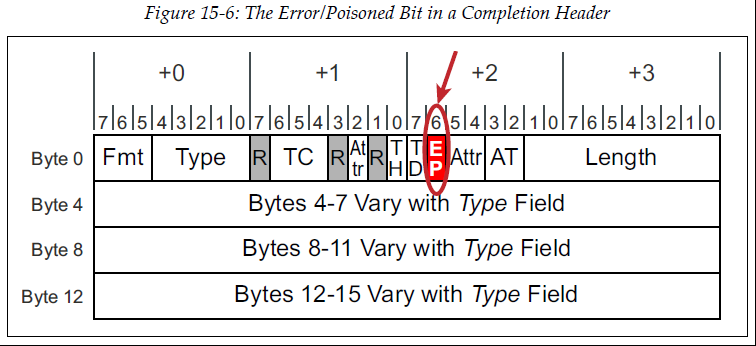 Figure 15-6: The Error/Poisoned Bit in a Completion Header
+0 +1 +2 +3
7 6 5 4 3 2 1 0 7 6 5 4 3 2 1 0 7 6 5 4 3 2 1 0 7 6 5 4 3 2 1 0
Byte 0 Fmt Type R TC R Attr R TH TD EP Attr AT Length
Byte 4 Bytes 4-7 Vary with Type Field
Byte 8 Bytes 8-11 Vary with Type Field
Byte 12 Bytes 12-15 Vary with Type Field